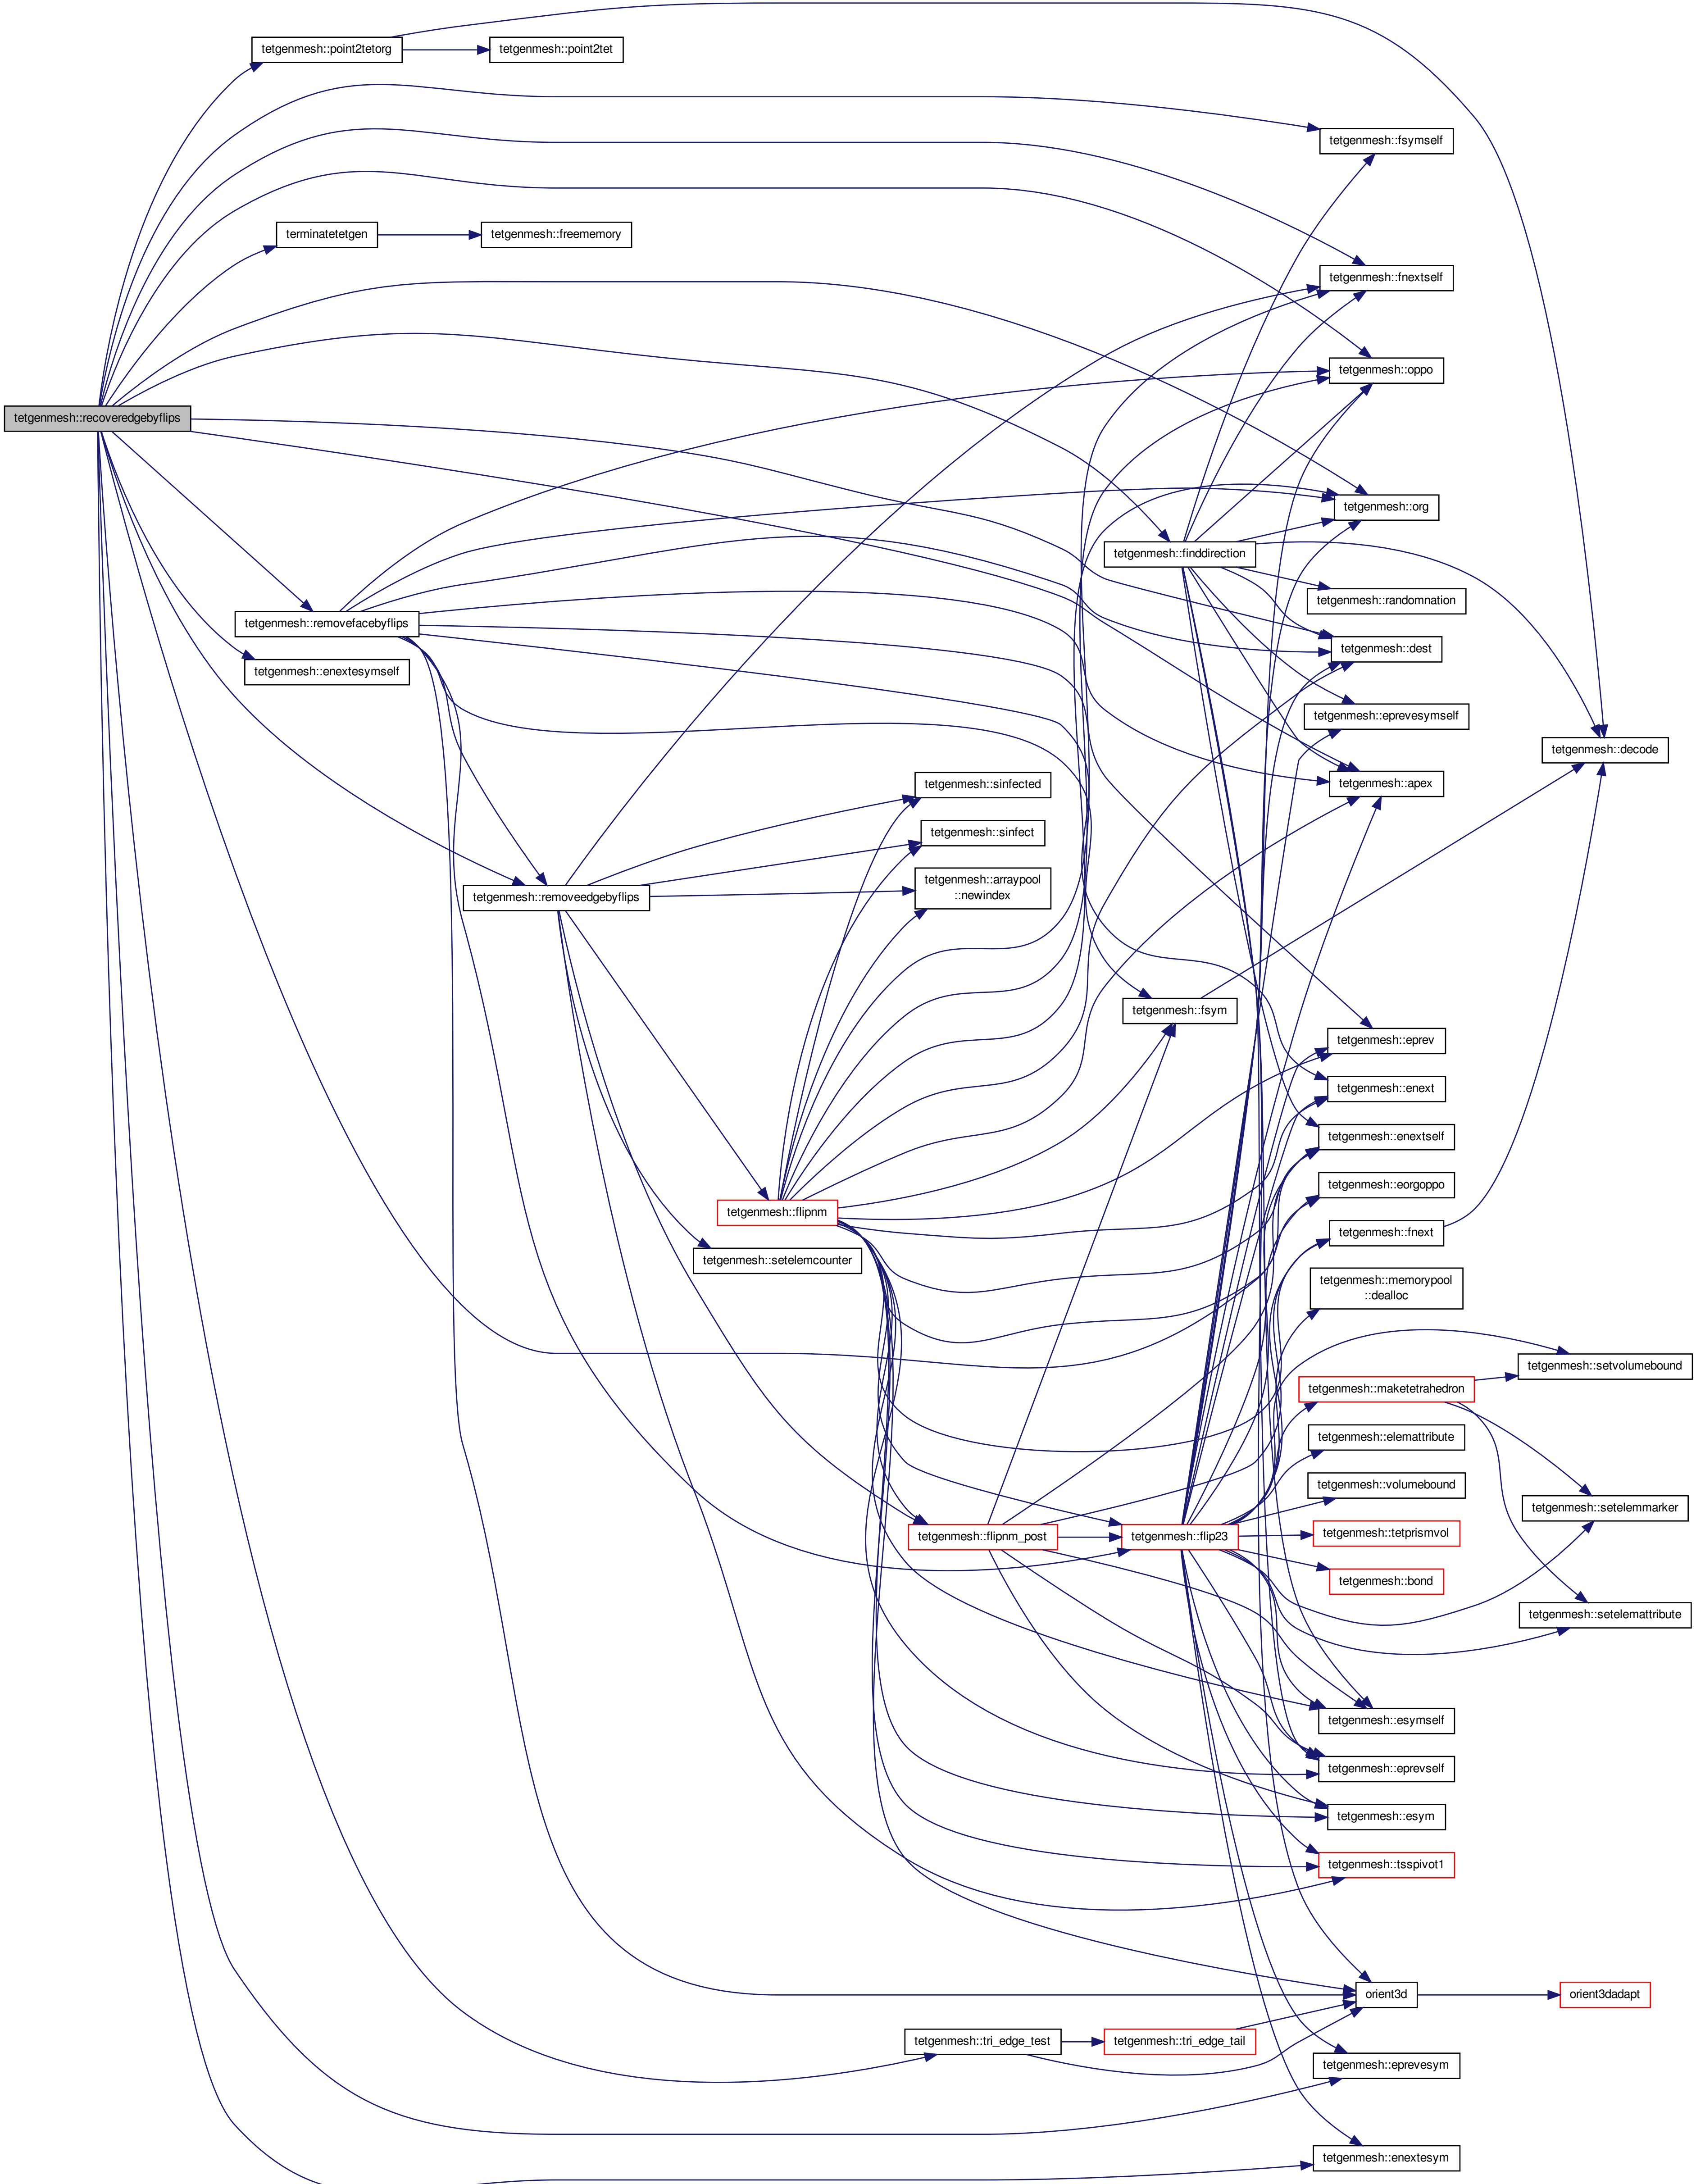 tetgenmesh::point2tetorg
tetgenmesh::point2tet
tetgenmesh::fsymself
terminatetetgen
tetgenmesh::freememory
tetgenmesh::fnextself
tetgenmesh::oppo
tetgenmesh::recoveredgebyflips
tetgenmesh::org
tetgenmesh::finddirection
tetgenmesh::randomnation
tetgenmesh::removefacebyflips
tetgenmesh::dest
tetgenmesh::enextesymself
tetgenmesh::eprevesymself
tetgenmesh::decode
tetgenmesh::sinfected
tetgenmesh::apex
tetgenmesh::sinfect
tetgenmesh::arraypool
::newindex
tetgenmesh::removeedgebyflips
tetgenmesh::fsym
tetgenmesh::eprev
tetgenmesh::enext
tetgenmesh::enextself
tetgenmesh::eorgoppo
tetgenmesh::flipnm
tetgenmesh::fnext
tetgenmesh::setelemcounter
tetgenmesh::memorypool
::dealloc
tetgenmesh::setvolumebound
tetgenmesh::maketetrahedron
tetgenmesh::elemattribute
tetgenmesh::volumebound
tetgenmesh::setelemmarker
tetgenmesh::flipnm_post
tetgenmesh::flip23
tetgenmesh::tetprismvol
tetgenmesh::bond
tetgenmesh::setelemattribute
tetgenmesh::esymself
tetgenmesh::eprevself
tetgenmesh::esym
tetgenmesh::tsspivot1
orient3d
orient3dadapt
tetgenmesh::tri_edge_test
tetgenmesh::tri_edge_tail
tetgenmesh::eprevesym
tetgenmesh::enextesym